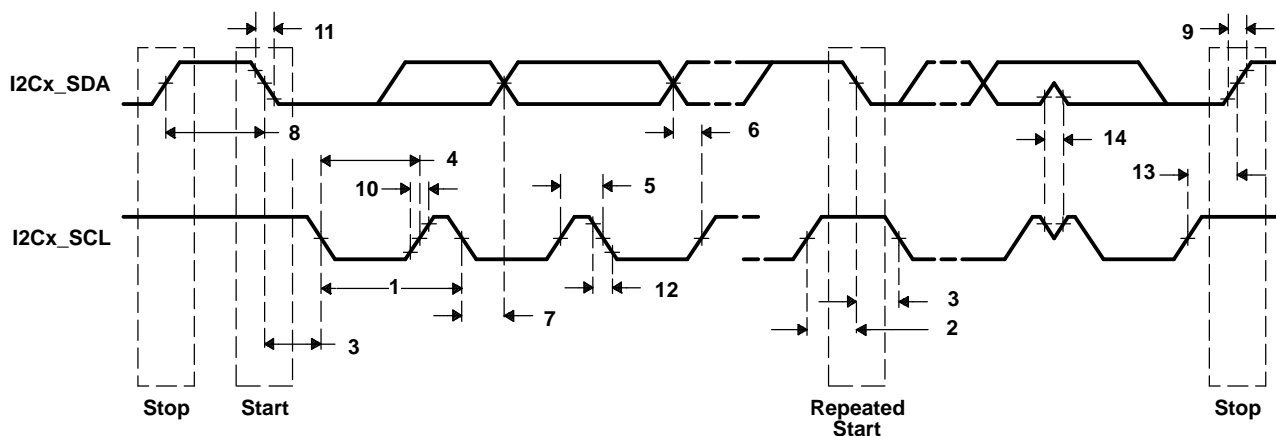 11
9
I2Cx_SDA
8
6
14
4
10
5
13
I2Cx_SCL
1
12
3
7
2
3
Stop
Start
Repeated
Start
Stop